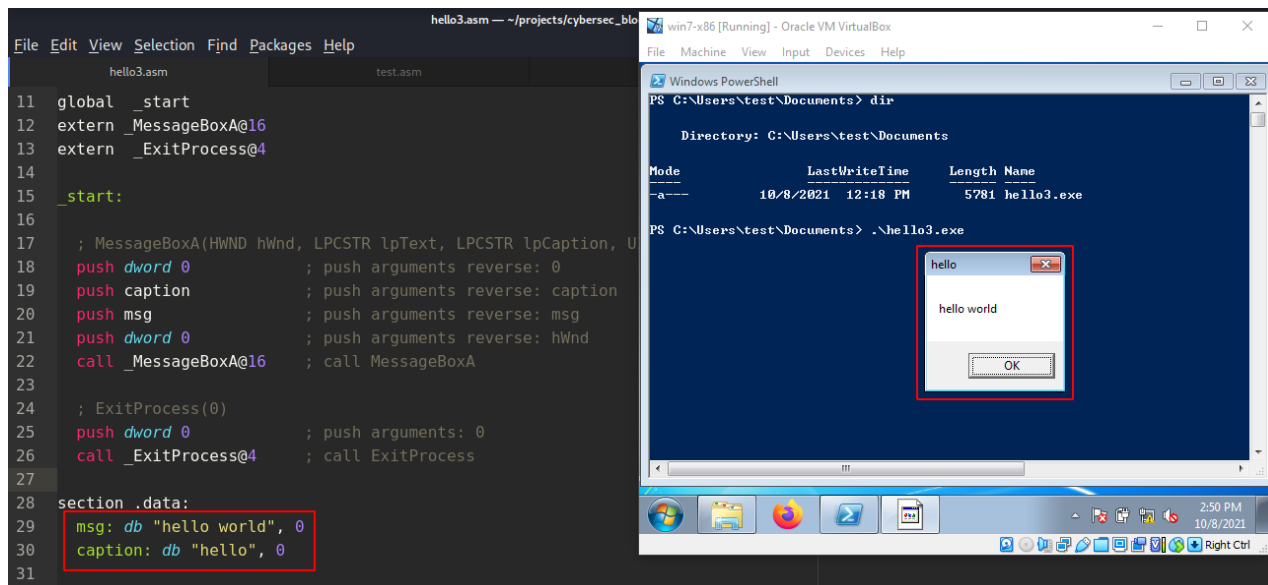 hello3.asm — ~/projects/cybersec_blo
File Edit View Selection Find Packages Help
hello3.asm
test.asm
11 global _start
12 extern _MessageBoxA@16
13 extern _ExitProcess@4
14
15 _start:
16
17 ; MessageBoxA(HWND hWnd, LPCSTR lpText, LPCSTR lpCaption, U
18 push dword 0 ; push arguments reverse: 0
19 push caption ; push arguments reverse: caption
20 push msg ; push arguments reverse: msg
21 push dword 0 ; push arguments reverse: hWnd
22 call _MessageBoxA@16 ; call MessageBoxA
23
24 ; ExitProcess(0)
25 push dword 0 ; push arguments: 0
26 call _ExitProcess@4 ; call ExitProcess
27
28 section .data:
29 msg: db "hello world", 0
30 caption: db "hello", 0
31
win7-x86 [Running] - Oracle VM VirtualBox
File Machine View Input Devices Help
Windows PowerShell
PS C:\Users\test\Documents> dir
Directory: C:\Users\test\Documents
Mode LastWriteTime Length Name
---- ------------- ------ ----
-a--- 10/8/2021 12:18 PM 5781 hello3.exe
PS C:\Users\test\Documents> .\hello3.exe
hello
hello world
OK
2:50 PM
10/8/2021
Right Ctrl